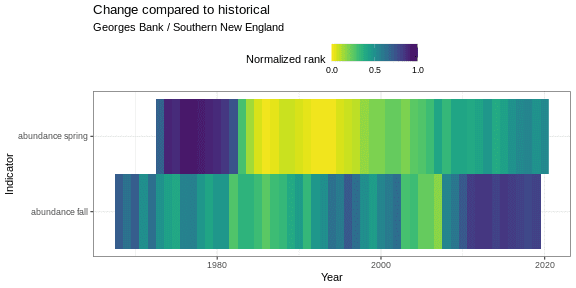 Change compared to historical
Georges Bank / Southern New England
Normalized rank
0.0 0.5 1.0
abundance spring
abundance fall
Indicator
1980 2000 2020
Year